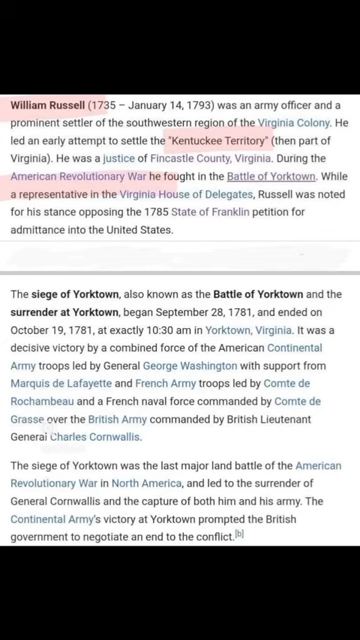 William Russell (1735 – January 14, 1793) was an army officer and a
prominent settler of the southwestern region of the Virginia Colony. He
led an early attempt to settle the "Kentuckee Territory" (then part of
Virginia). He was a justice of Fincastle County, Virginia. During the
American Revolutionary War he fought in the Battle of Yorktown. While
a representative in the Virginia House of Delegates, Russell was noted
for his stance opposing the 1785 State of Franklin petition for
admittance into the United States.
The siege of Yorktown, also known as the Battle of Yorktown and the
surrender at Yorktown, began September 28, 1781, and ended on
October 19, 1781, at exactly 10:30 am in Yorktown, Virginia. It was a
decisive victory by a combined force of the American Continental
Army troops led by General George Washington with support from
Marquis de Lafayette and French Army troops led by Comte de
Rochambeau and a French naval force commanded by Comte de
Grasse over the British Army commanded by British Lieutenant
General Charles Cornwallis.
The siege of Yorktown was the last major land battle of the American
Revolutionary War in North America, and led to the surrender of
General Cornwallis and the capture of both him and his army. The
Continental Army's victory at Yorktown prompted the British
government to negotiate an end to the conflict.[b]